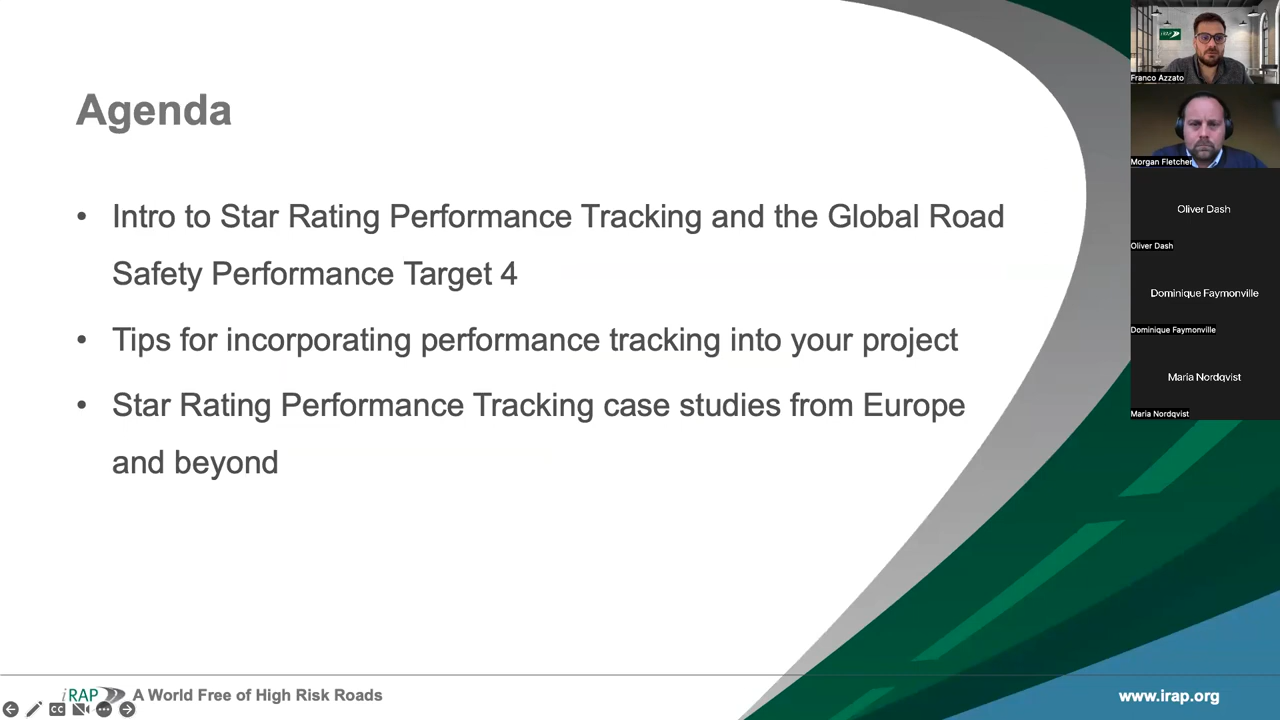 Agenda
• Intro to Star Rating Performance Tracking and the Global Road
Safety Performance Target 4
• Tips for incorporating performance tracking into your project
• Star Rating Performance Tracking case studies from Europe
and beyond
iRAP A World Free of High Risk Roads
www.irap.org
CC
iRAP
Franco Azzato
Morgan Fletcher
Oliver Dash
Oliver Dash
Dominique Faymonville
Dominique Faymonville
Maria Nordqvist
Maria Nordqvist